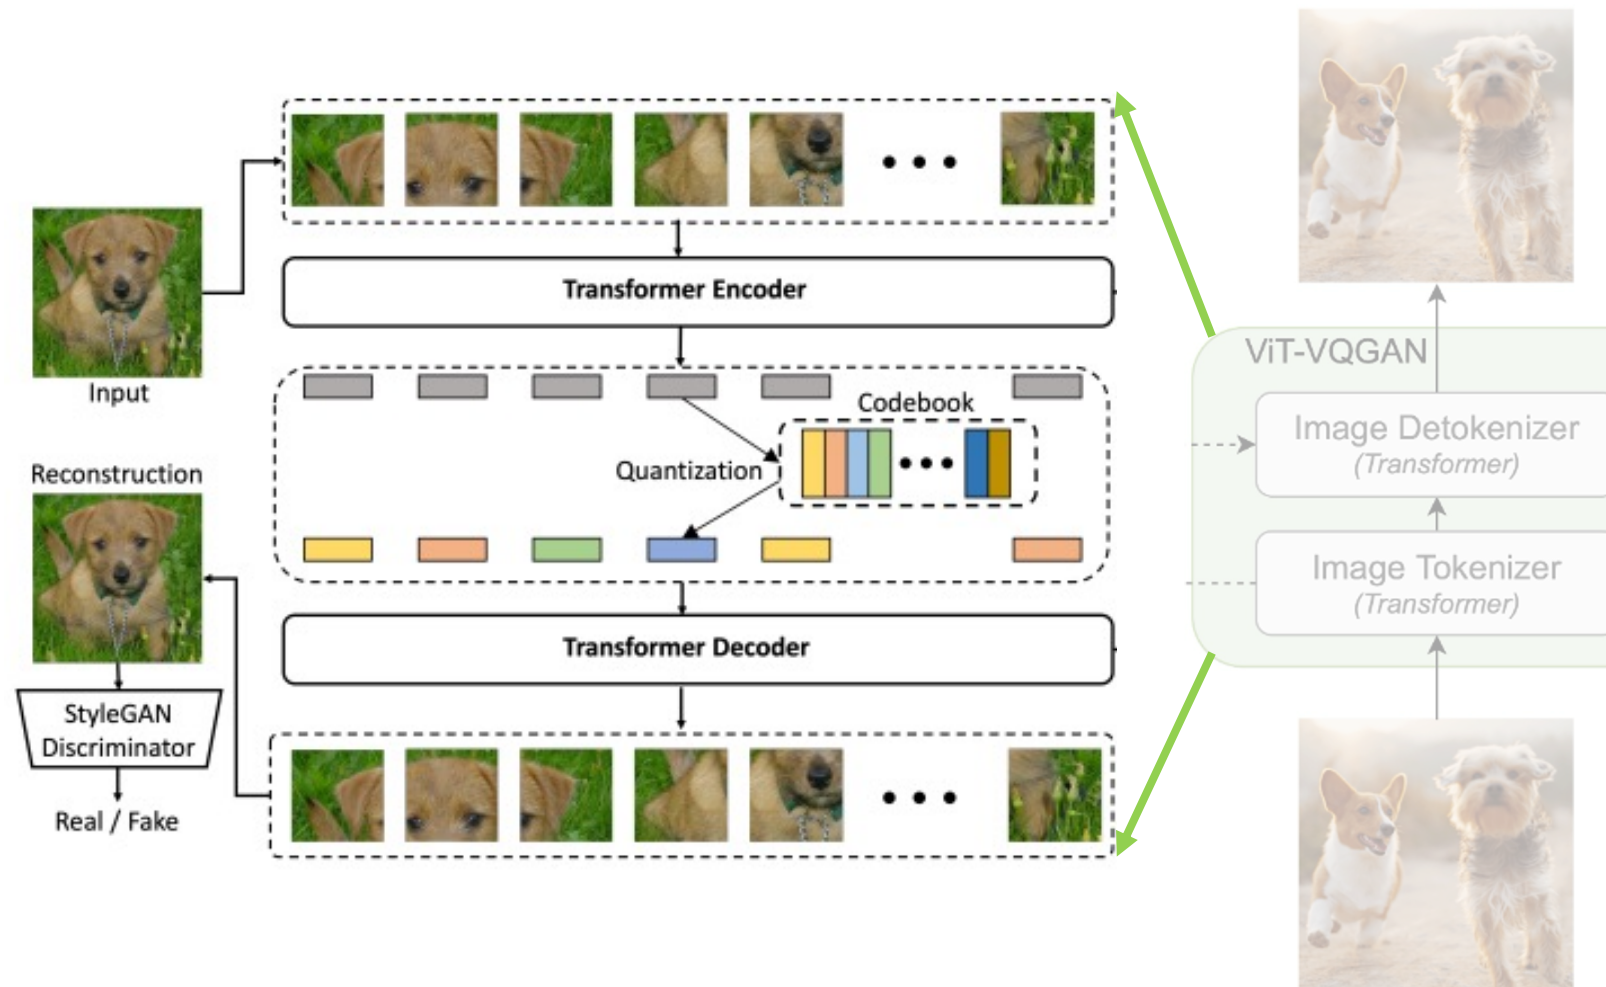 Input
Transformer Encoder
Codebook
Quantization
Reconstruction
Transformer Decoder
StyleGAN
Discriminator
Real / Fake
ViT-VQGAN
Image Detokenizer
(Transformer)
Image Tokenizer
(Transformer)